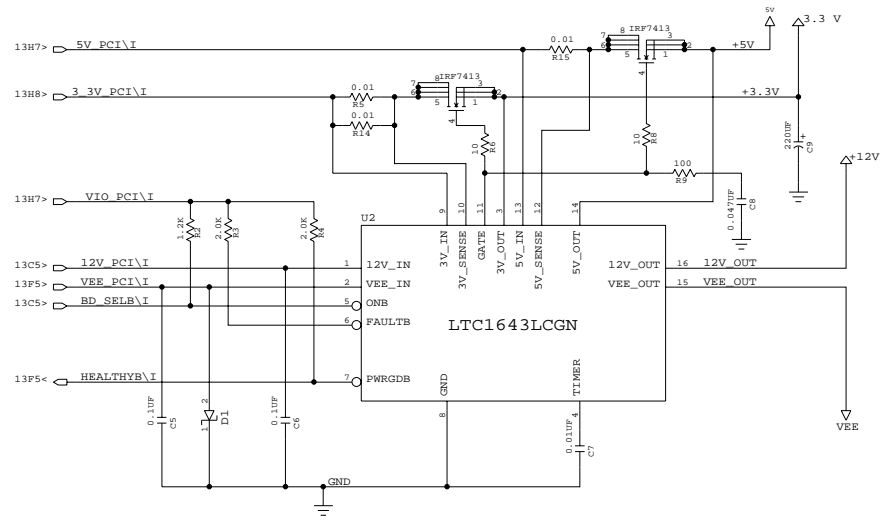 5V
3.3 V
13H7>
5V_PCI\I
0.01
R15
IRF7413
8
7
6
5
3
2
1
4
+5V
13H8>
3_3V_PCI\I
0.01
R5
0.01
R14
IRF7413
8
7
6
5
3
2
1
4
+3.3V
10
R6
10
R8
100
R9
0.047UF
C8
220UF
+
C9
+12V
13H7>
VIO_PCI\I
1.2K
R2
2.0K
R3
2.0K
R4
U2
9
10
11
3
13
12
14
3V_IN
3V_SENSE
GATE
3V_OUT
5V_IN
5V_SENSE
5V_OUT
13C5>
12V_PCI\I
1
12V_IN
12V_OUT
16
12V_OUT
13F5>
VEE_PCI\I
2
VEE_IN
VEE_OUT
15
VEE_OUT
13C5>
BD_SELB\I
5
ONB
6
FAULTB
LTC1643LCGN
13F5<
HEALTHYB\I
7
PWRGDB
GND
TIMER
8
4
0.1UF
C5
2
1
D1
0.1UF
C6
0.01UF
C7
VEE
GND